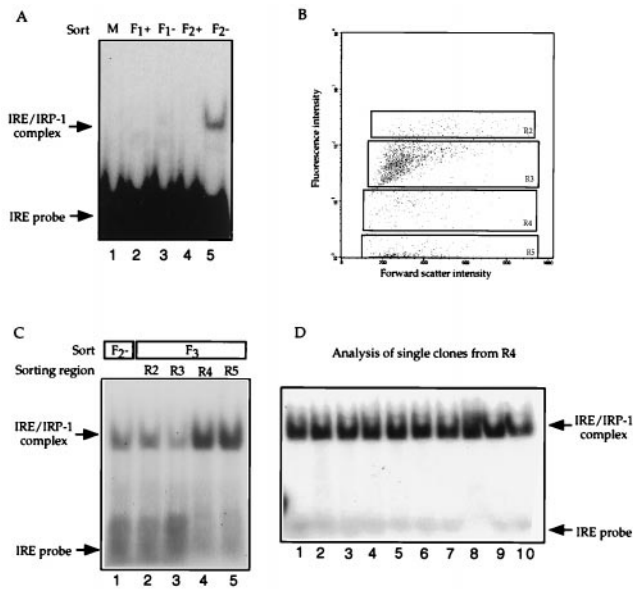 A
Sort M F1+ F1- F2+ F2-
IRE/IRP-1
complex
IRE probe
1 2 3 4 5
B
Fluorescence intensity
R2
R3
R4
R5
Forward scatter intensity
C
Sort F2- F3
Sorting region R2 R3 R4 R5
IRE/IRP-1
complex
IRE probe
1 2 3 4 5
D
Analysis of single clones from R4
IRE/IRP-1
complex
IRE probe
1 2 3 4 5 6 7 8 9 10